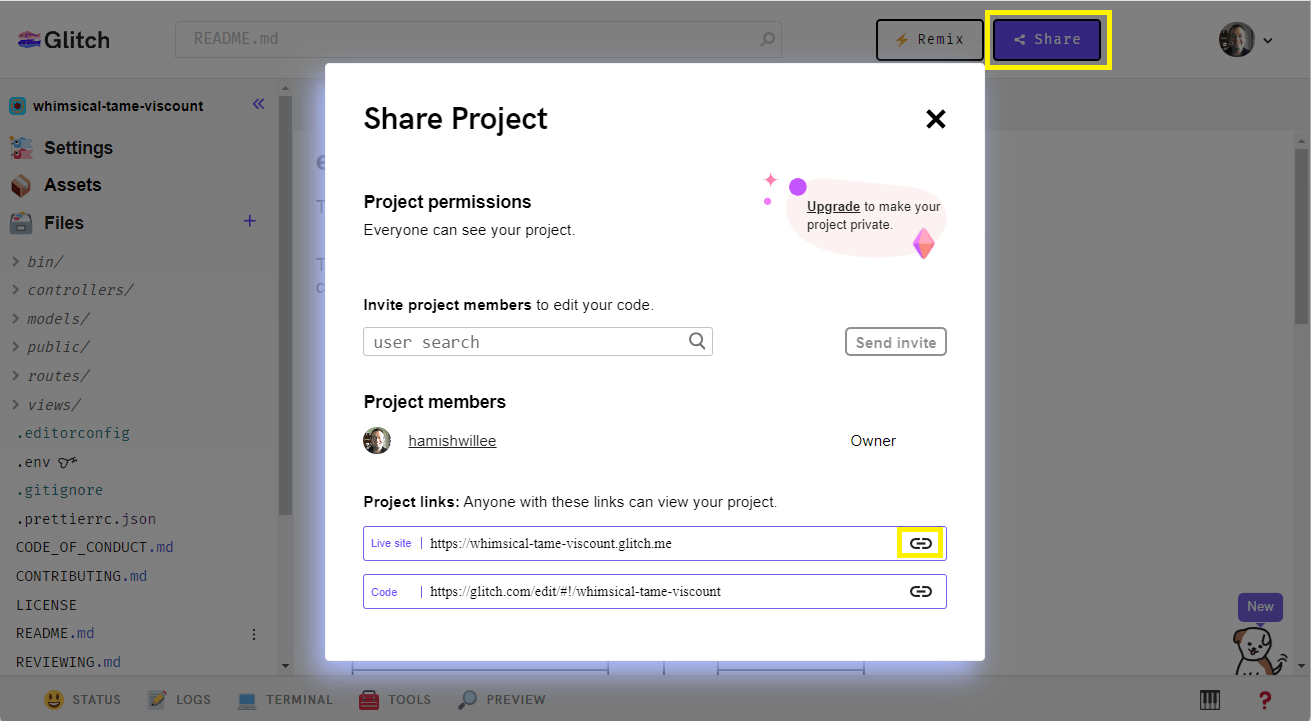 Glitch
README.md
Remix
Share
whimsical-tame-viscount
Settings
Assets
Files
bin/
controllers/
models/
public/
routes/
views/
.editorconfig
.env
.gitignore
.prettierrc.json
CODE_OF_CONDUCT.md
CONTRIBUTING.md
LICENSE
README.md
REVIEWING.md
Share Project
Project permissions
Everyone can see your project.
Upgrade to make your
project private.
Invite project members to edit your code.
user search
Send invite
Project members
hamishwillee
Owner
Project links: Anyone with these links can view your project.
Live site | https://whimsical-tame-viscount.glitch.me
Code | https://glitch.com/edit/#!/whimsical-tame-viscount
New
STATUS
LOGS
TERMINAL
TOOLS
PREVIEW
?